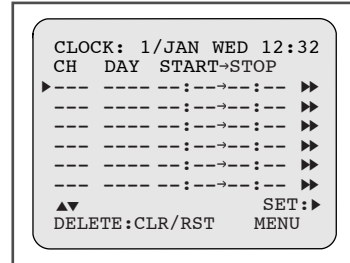 CLOCK: 1/JAN WED 12:32
CH DAY START→STOP
▶--- ---- --:--→--:-- ▶▶
--- ---- --:--→--:-- ▶▶
--- ---- --:--→--:-- ▶▶
--- ---- --:--→--:-- ▶▶
--- ---- --:--→--:-- ▶▶
--- ---- --:--→--:-- ▶▶
▲▼ SET:▶
DELETE:CLR/RST MENU